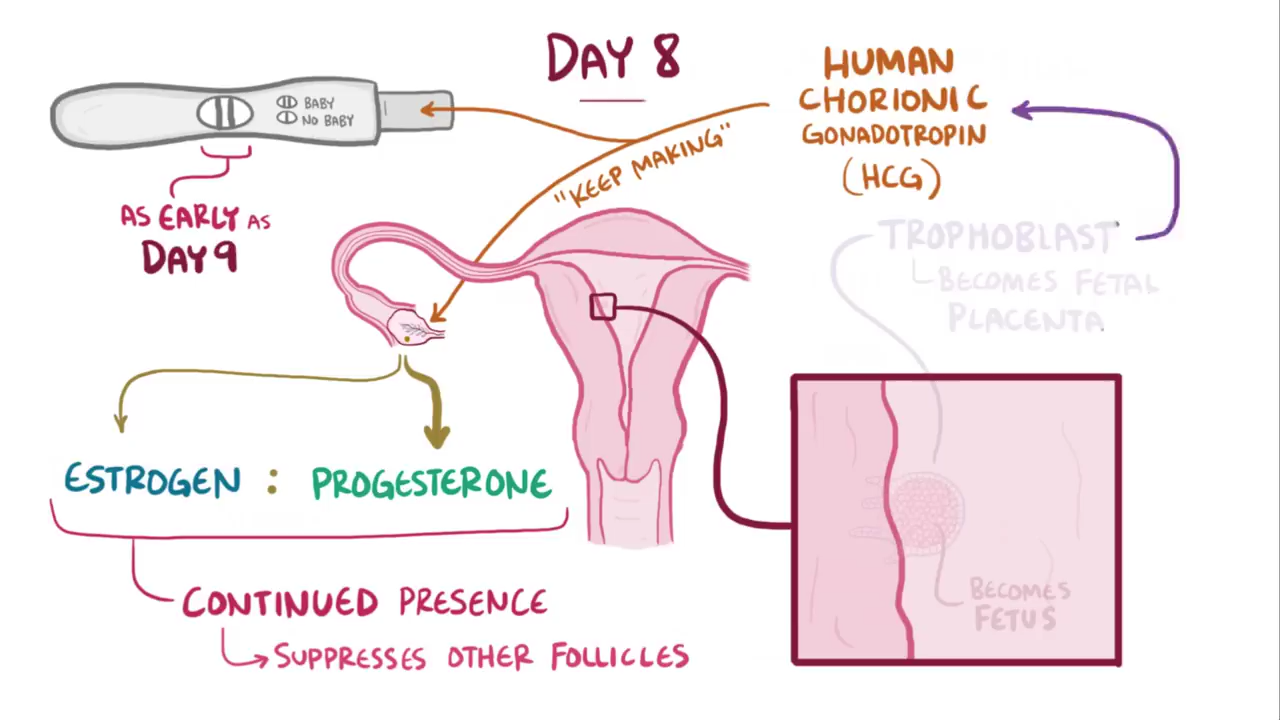 DAY 8
HUMAN
CHORIONIC
GONADOTROPIN
(HCG)
BABY
NO BABY
"KEEP MAKING"
AS EARLY AS
DAY 9
TROPHOBLAST
BECOMES FETAL
PLACENTA
ESTROGEN : PROGESTERONE
CONTINUED PRESENCE
SUPPRESSES OTHER FOLLICLES
BECOMES
FETUS